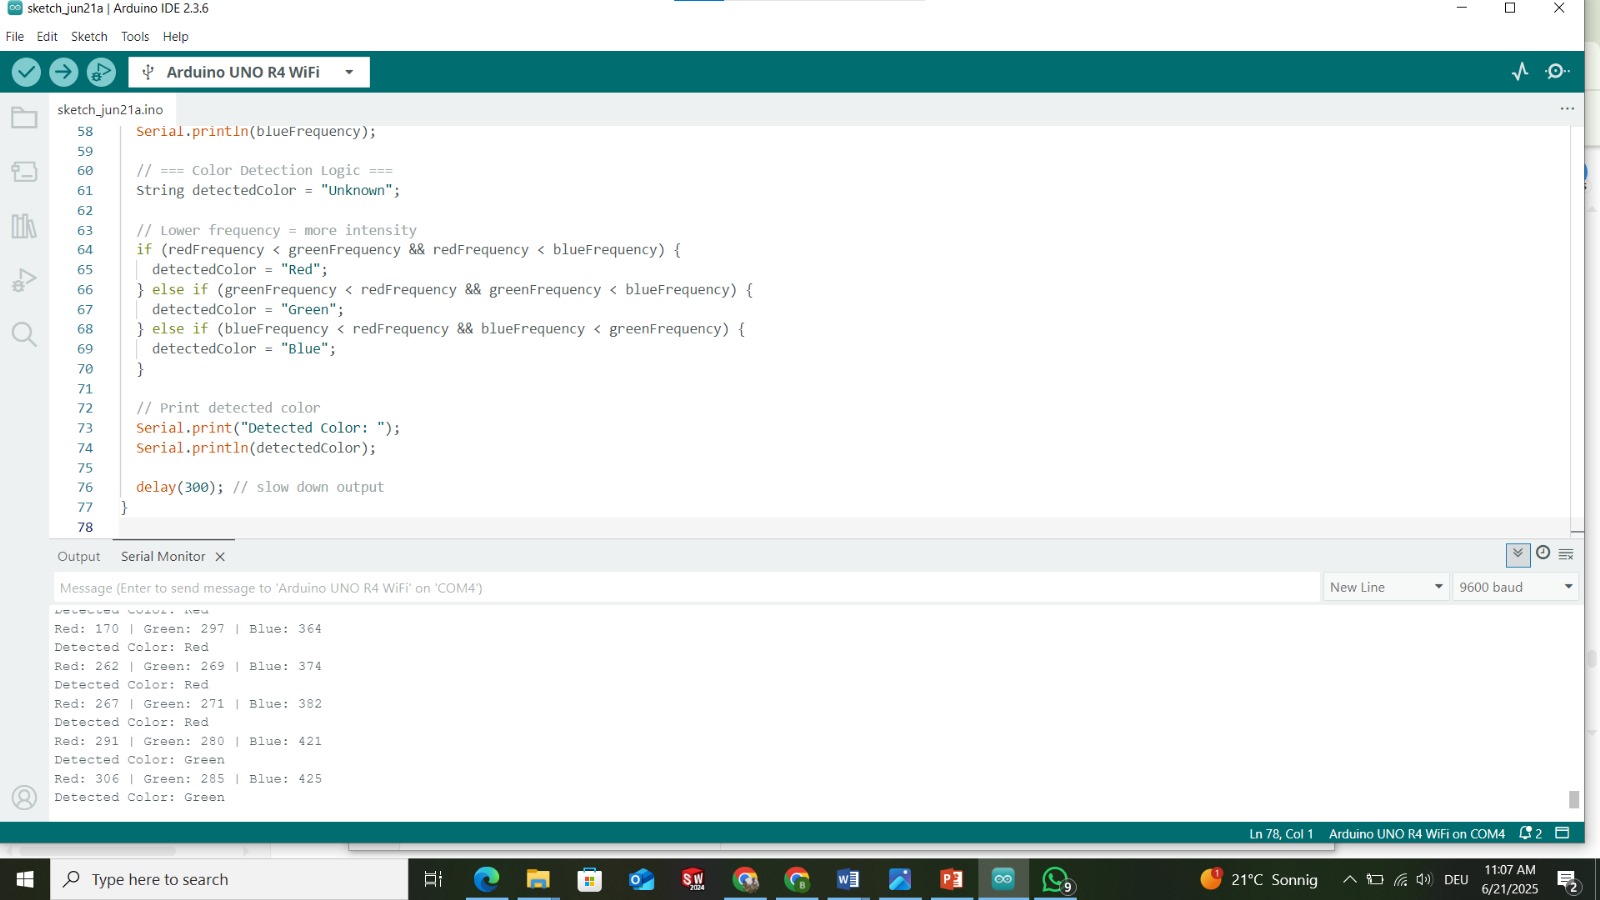 sketch_jun21a | Arduino IDE 2.3.6
File Edit Sketch Tools Help
Arduino UNO R4 WiFi
sketch_jun21a.ino
58 Serial.println(blueFrequency);
59
60 // === Color Detection Logic ===
61 String detectedColor = "Unknown";
62
63 // Lower frequency = more intensity
64 if (redFrequency < greenFrequency && redFrequency < blueFrequency) {
65 detectedColor = "Red";
66 } else if (greenFrequency < redFrequency && greenFrequency < blueFrequency) {
67 detectedColor = "Green";
68 } else if (blueFrequency < redFrequency && blueFrequency < greenFrequency) {
69 detectedColor = "Blue";
70 }
71
72 // Print detected color
73 Serial.print("Detected Color: ");
74 Serial.println(detectedColor);
75
76 delay(300); // slow down output
77 }
78
Output Serial Monitor
Message (Enter to send message to 'Arduino UNO R4 WiFi' on 'COM4')
New Line 9600 baud
Detected Color: Red
Red: 170 | Green: 297 | Blue: 364
Detected Color: Red
Red: 262 | Green: 269 | Blue: 374
Detected Color: Red
Red: 267 | Green: 271 | Blue: 382
Detected Color: Red
Red: 291 | Green: 280 | Blue: 421
Detected Color: Green
Red: 306 | Green: 285 | Blue: 425
Detected Color: Green
Ln 78, Col 1 Arduino UNO R4 WiFi on COM4 2
Type here to search
SW 2024
9
1
21°C Sonnig
DEU
11:07 AM
6/21/2025
2